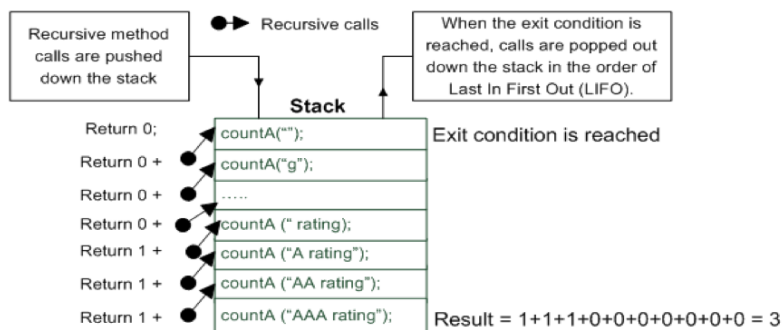 Recursive method
calls are pushed
down the stack
Recursive calls
When the exit condition is
reached, calls are popped out
down the stack in the order of
Last In First Out (LIFO).
Stack
Return 0;
countA("");
Exit condition is reached
Return 0 +
countA("g");
Return 0 +
.....
Return 0 +
countA (" rating);
Return 1 +
countA ("A rating");
Return 1 +
countA ("AA rating");
Return 1 +
countA ("AAA rating");
Result = 1+1+1+0+0+0+0+0+0+0 = 3